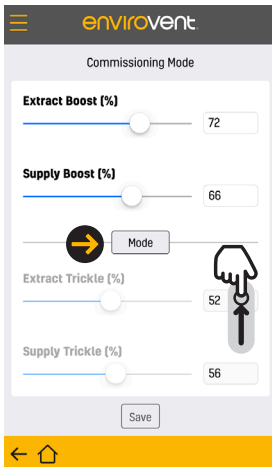 envirovent.
Commissioning Mode
Extract Boost (%)
72
Supply Boost (%)
66
Mode
Extract Trickle (%)
52
Supply Trickle (%)
56
Save